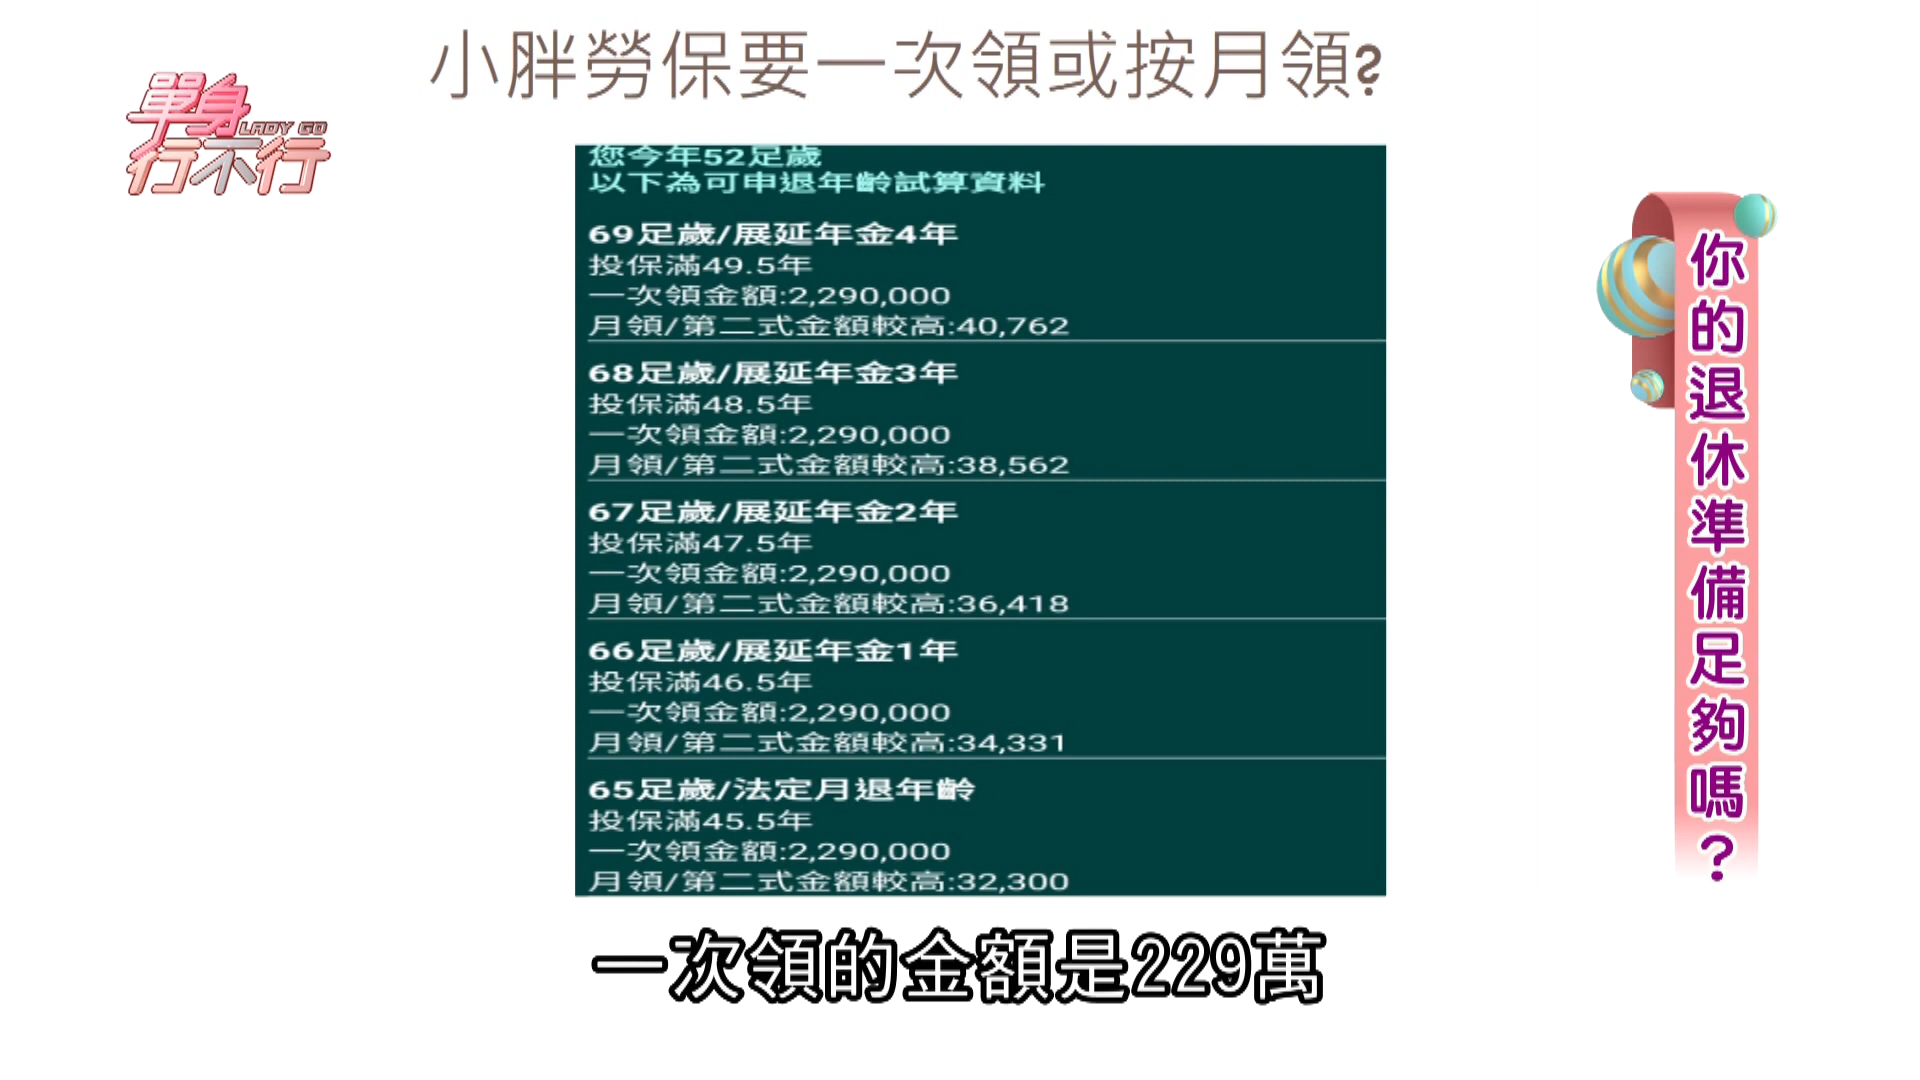 小胖勞保要一次領或按月領?
單身
LADY GO
行不行
您今年52足歲
以下為可申退年齡試算資料
69足歲/展延年金4年
投保滿49.5年
一次領金額:2,290,000
月領/第二式金額較高:40,762
68足歲/展延年金3年
投保滿48.5年
一次領金額:2,290,000
月領/第二式金額較高:38,562
67足歲/展延年金2年
投保滿47.5年
一次領金額:2,290,000
月領/第二式金額較高:36,418
66足歲/展延年金1年
投保滿46.5年
一次領金額:2,290,000
月領/第二式金額較高:34,331
65足歲/法定月退年齡
投保滿45.5年
一次領金額:2,290,000
月領/第二式金額較高:32,300
你的退休準備足夠嗎?
一次領的金額是229萬